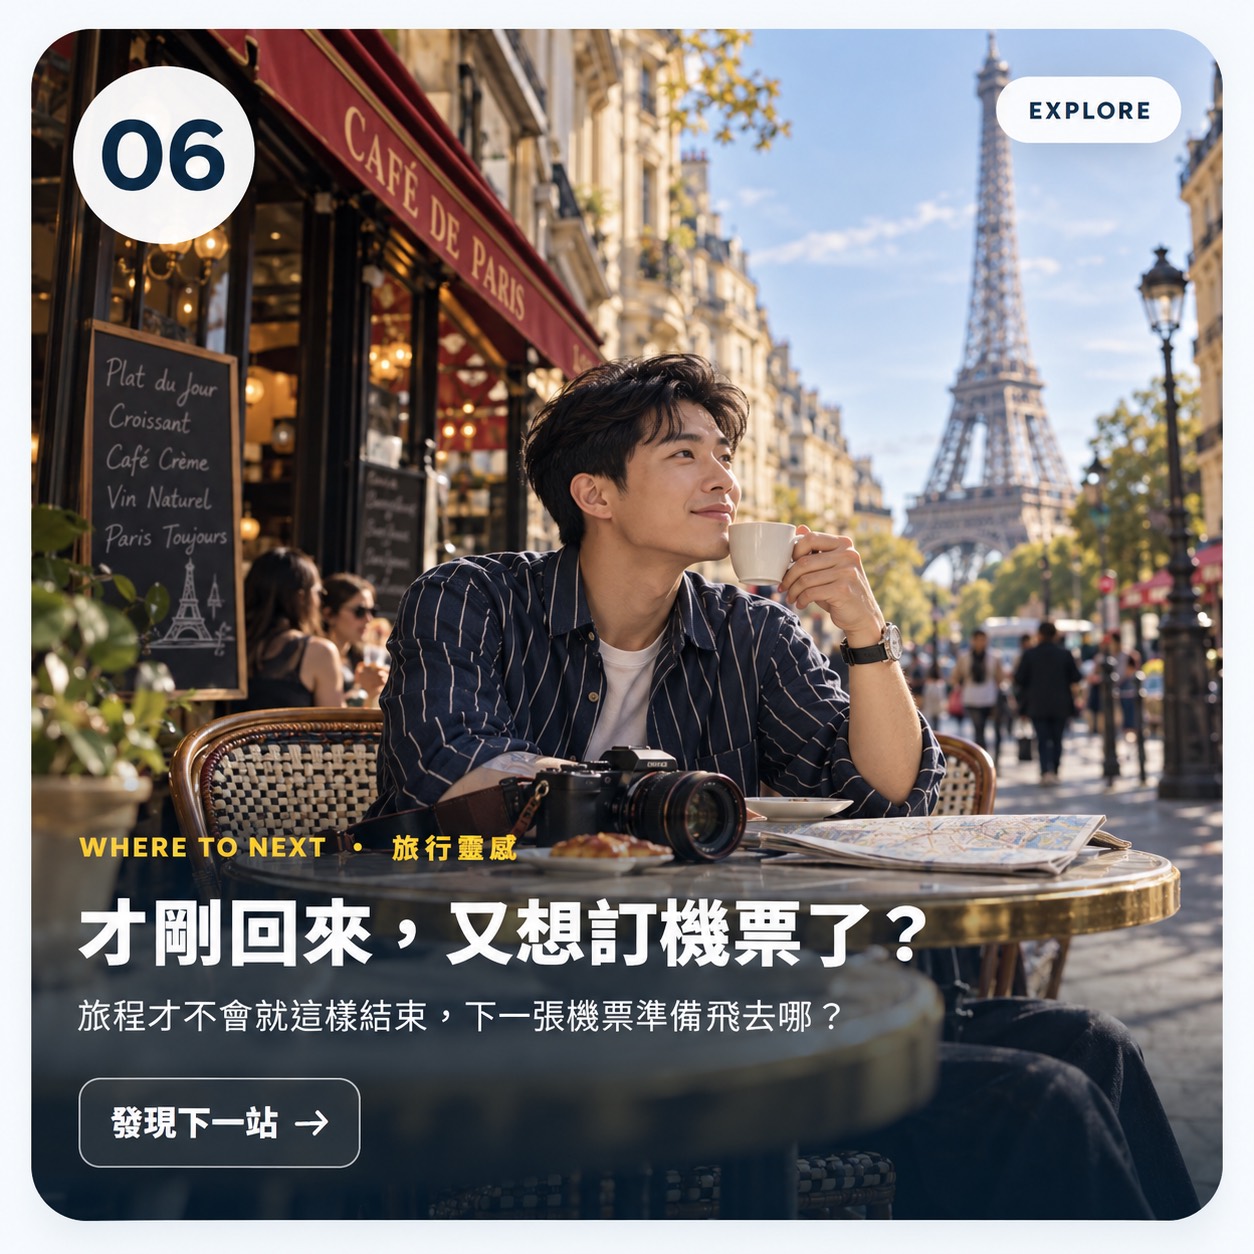 06
EXPLORE
CAFÉ DE PARIS
Plat du Jour
Croissant
Café Crème
Vin Naturel
Paris Toujours
WHERE TO NEXT • 旅行靈感
才剛回來，又想訂機票了？
旅程才不會就這樣結束，下一張機票準備飛去哪？
發現下一站 →